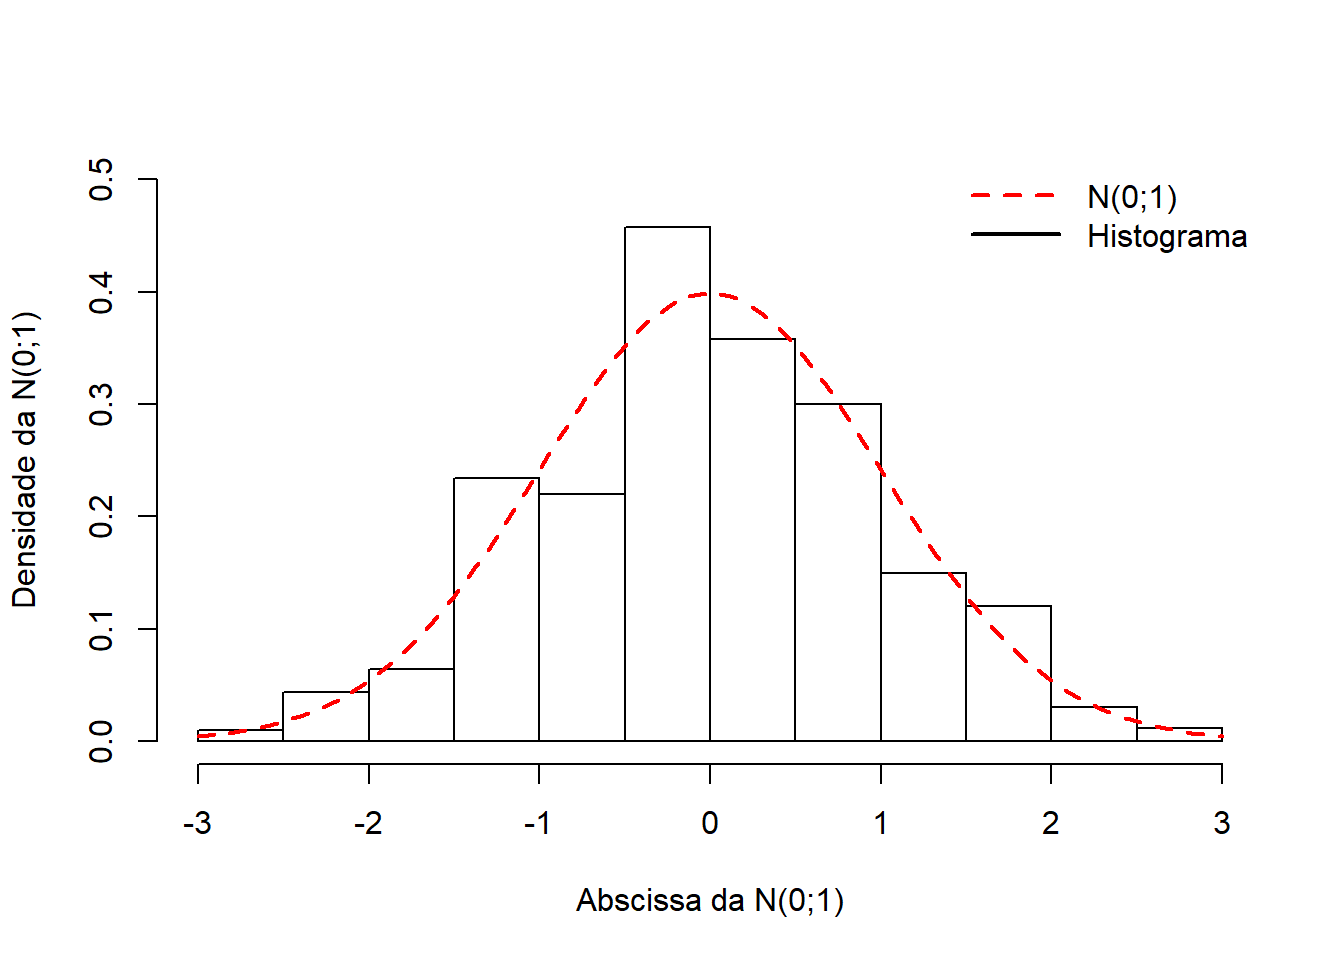 N(0;1)
Histograma
Densidade da N(0;1)
0.5
0.4
0.3
0.2
0.1
0.0
-3 -2 -1 0 1 2 3
Abscissa da N(0;1)